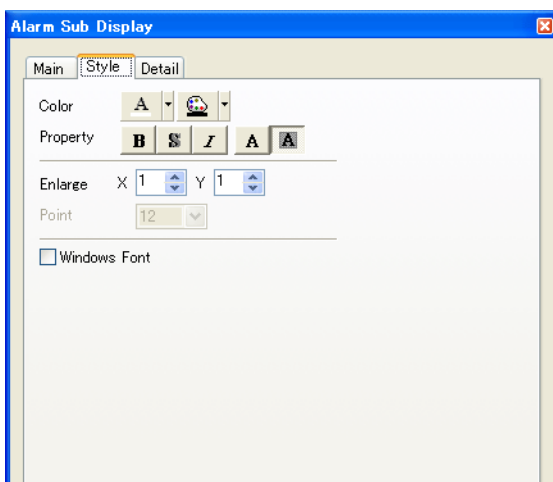 Alarm Sub Display
Main Style Detail
Color A
Property B S I A A
Enlarge X 1 Y 1
Point 12
Windows Font